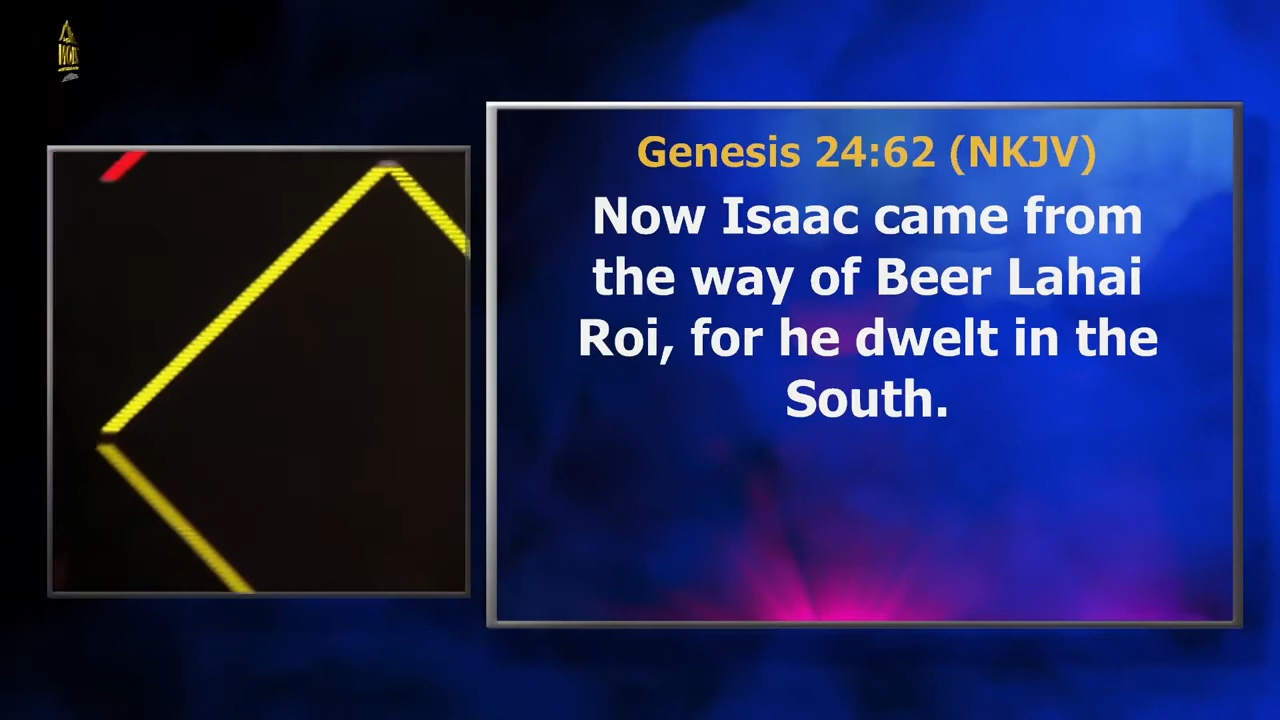 Genesis 24:62 (NKJV)
Now Isaac came from
the way of Beer Lahai
Roi, for he dwelt in the
South.